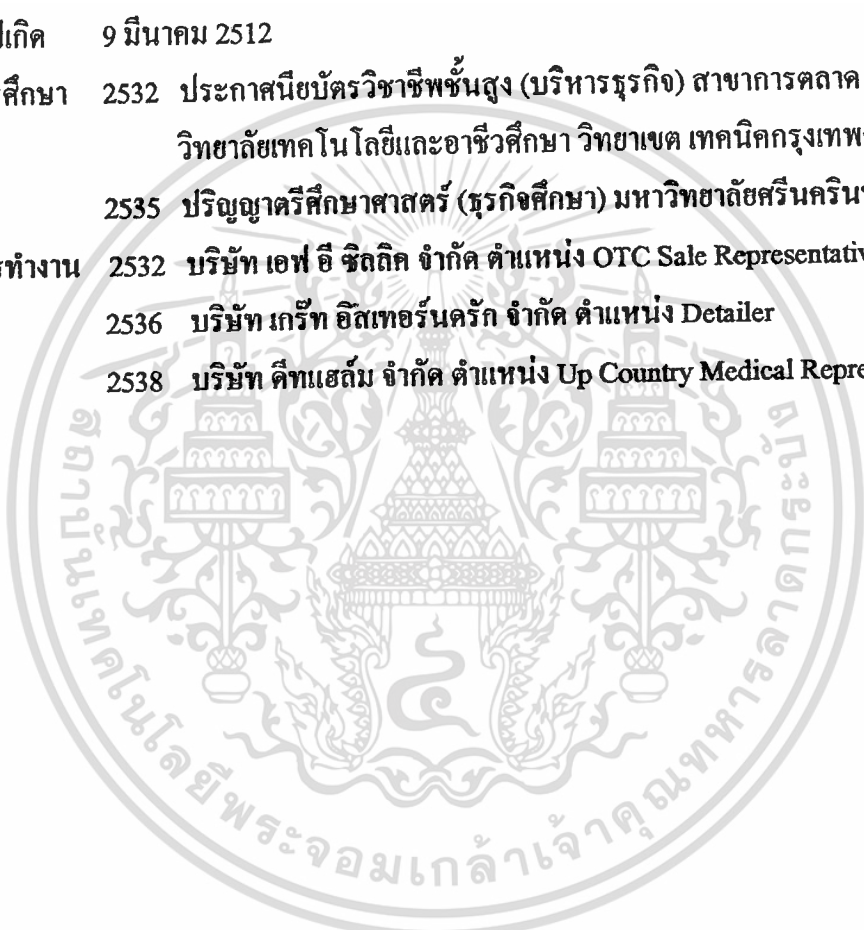 เกิด 9 มีนาคม 2512
ศึกษา 2532 ประกาศนียบัตรวิชาชีพชั้นสูง (บริหารธุรกิจ) สาขาการตลาด
วิทยาลัยเทคโนโลยีและอาชีวศึกษา วิทยาเขต เทคนิคกรุงเทพ
2535 ปริญญาตรีศึกษาศาสตร์ (ธุรกิจศึกษา) มหาวิทยาลัยศรีนครินท
ทำงาน 2532 บริษัท เอฟ อี ซิลลิค จำกัด ตำแหน่ง OTC Sale Representativ
2536 บริษัท เกร๊ท อีสเทอร์นดรัก จำกัด ตำแหน่ง Detailer
2538 บริษัท ดีทแฮล์ม จำกัด ตำแหน่ง Up Country Medical Repre
สถาบันเทคโนโลยีพระจอมเกล้าเจ้าคุณทหารลาดกระบัง